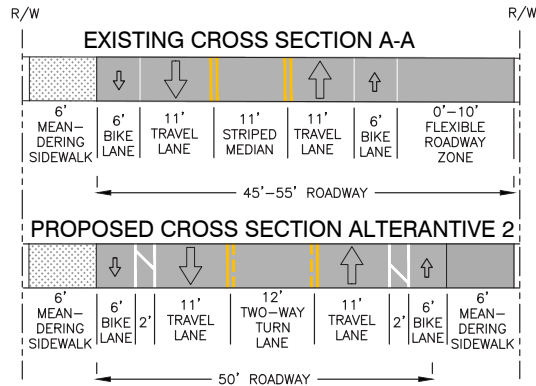 R/W
R/W
EXISTING CROSS SECTION A-A
6'
MEAN-
DERING
SIDEWALK
6'
BIKE
LANE
11'
TRAVEL
LANE
11'
STRIPED
MEDIAN
11'
TRAVEL
LANE
6'
BIKE
LANE
0'-10'
FLEXIBLE
ROADWAY
ZONE
45'-55' ROADWAY
PROPOSED CROSS SECTION ALTERANTIVE 2
6'
MEAN-
DERING
SIDEWALK
6'
BIKE
LANE
2'
11'
TRAVEL
LANE
12'
TWO-WAY
TURN
LANE
11'
TRAVEL
LANE
2'
6'
BIKE
LANE
6'
MEAN-
DERING
SIDEWALK
50' ROADWAY